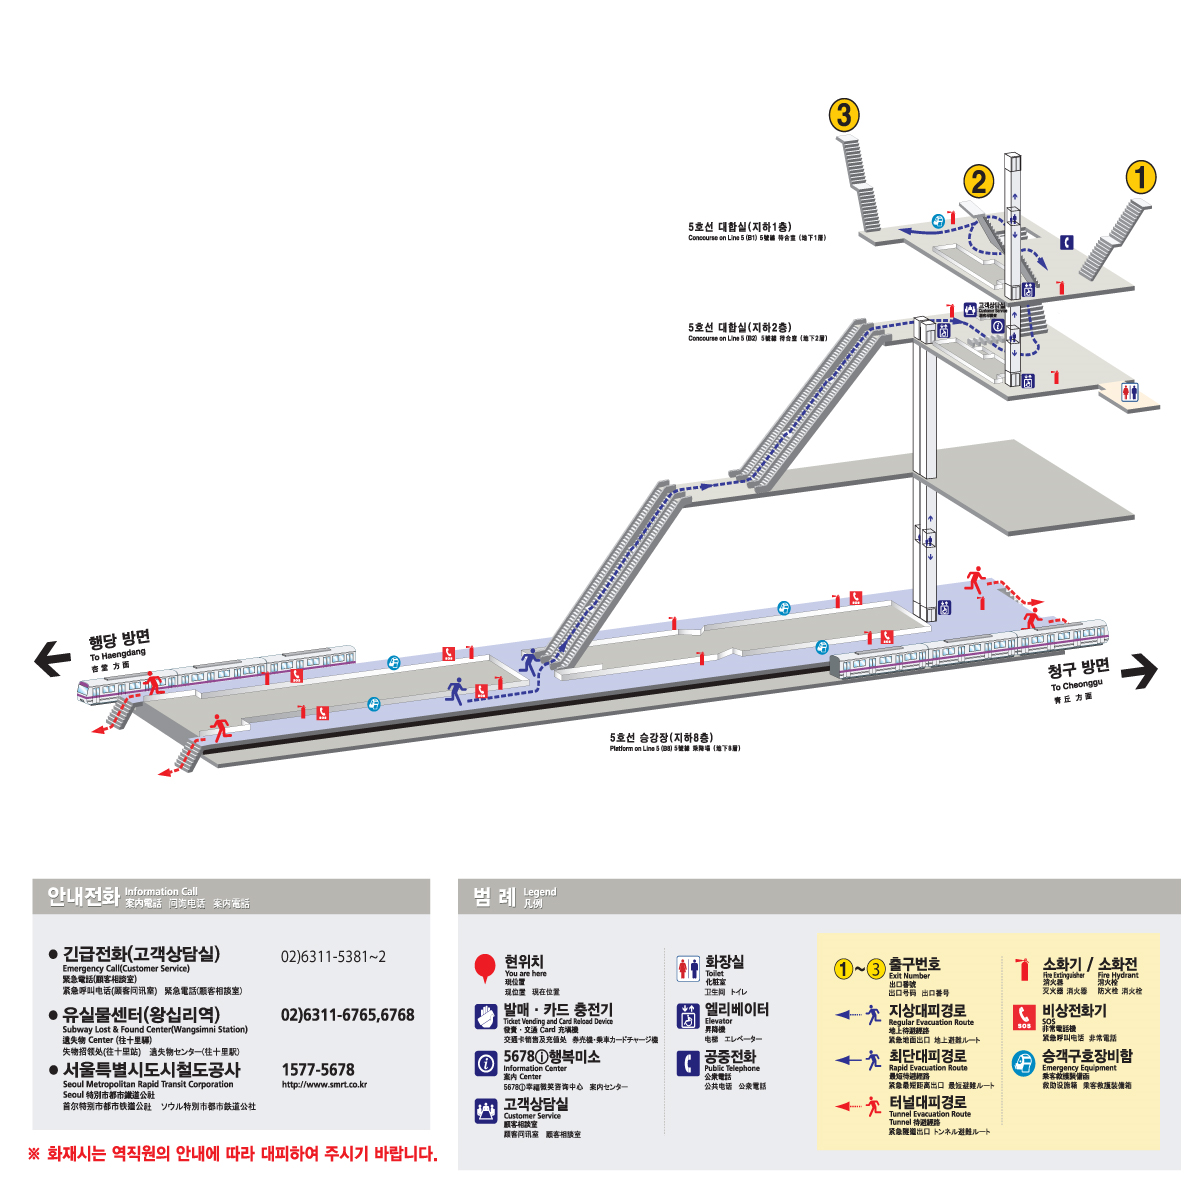 3
2
1
5호선 대합실(지하1층)
Concourse on Line 5 (B1) 5號線 待合室 (地下1層)
고객상담실
Customer Service
5호선 대합실(지하2층)
Concourse on Line 5 (B2) 5號線 待合室 (地下2層)
행당 방면
To Haengdang
杏堂 方面
SOS
SOS
SOS
SOS
SOS
SOS
청구 방면
To Cheonggu
靑丘 方面
5호선 승강장(지하8층)
Platform on Line 5 (B8) 5號線 乘降場 (地下8層)
안내전화 Information Call
案內電話 问询电话 案内電話
● 긴급전화(고객상담실) 02)6311-5381~2
Emergency Call(Customer Service)
緊急電話(顧客相談室)
紧急呼叫电话(顾客问讯室) 緊急電話(顧客相談室)
● 유실물센터(왕십리역) 02)6311-6765,6768
Subway Lost & Found Center(Wangsimni Station)
遺失物 Center (往十里驛)
失物招领处(往十里站) 遺失物センター(往十里駅)
● 서울특별시도시철도공사 1577-5678
Seoul Metropolitan Rapid Transit Corporation http://www.smrt.co.kr
Seoul 特別市都市鐵道公社
首尔特别市都市铁道公社 ソウル特別市都市鉄道公社
※ 화재시는 역직원의 안내에 따라 대피하여 주시기 바랍니다.
범 례 Legend
凡例
현위치
You are here
現位置
现位置 現在位置
발매 · 카드 충전기
Ticket Vending and Card Reload Device
發賣 · 交通 Card 充塡機
交通卡销售及充值处 券売機·乗車カードチャージ機
5678ⓘ행복미소
Information Center
案內 Center
5678ⓘ幸福微笑咨询中心 案内センター
고객상담실
Customer Service
顧客相談室
顾客问讯室 顧客相談室
화장실
Toilet
化粧室
卫生间 トイレ
엘리베이터
Elevator
昇降機
电梯 エレベーター
공중전화
Public Telephone
公衆電話
公共电话 公衆電話
1~3 출구번호
Exit Number
出口番號
出口号码 出口番号
지상대피경로
Regular Evacuation Route
地上待避經路
紧急地面出口 地上避難ルート
최단대피경로
Rapid Evacuation Route
最短待避經路
紧急最短距离出口 最短避難ルート
터널대피경로
Tunnel Evacuation Route
Tunnel 待避經路
紧急隧道出口 トンネル避難ルート
소화기 / 소화전
Fire Extinguisher Fire Hydrant
消火器 消火栓
灭火器 消火器 防火栓 消火栓
SOS
비상전화기
SOS
非常電話機
紧急呼叫电话 非常電話
승객구호장비함
Emergency Equipment
乘客救護裝備函
救助设施箱 乗客救護装備箱